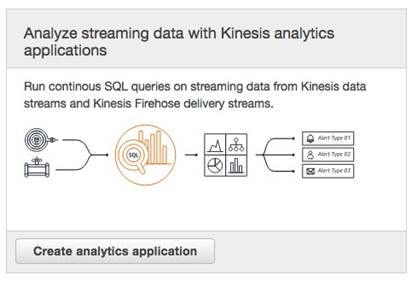 Analyze streaming data with Kinesis analytics
applications
Run continous SQL queries on streaming data from Kinesis data
streams and Kinesis Firehose delivery streams.
SQL
Alert Type 01
Alert Type 02
Alert Type 03
Create analytics application